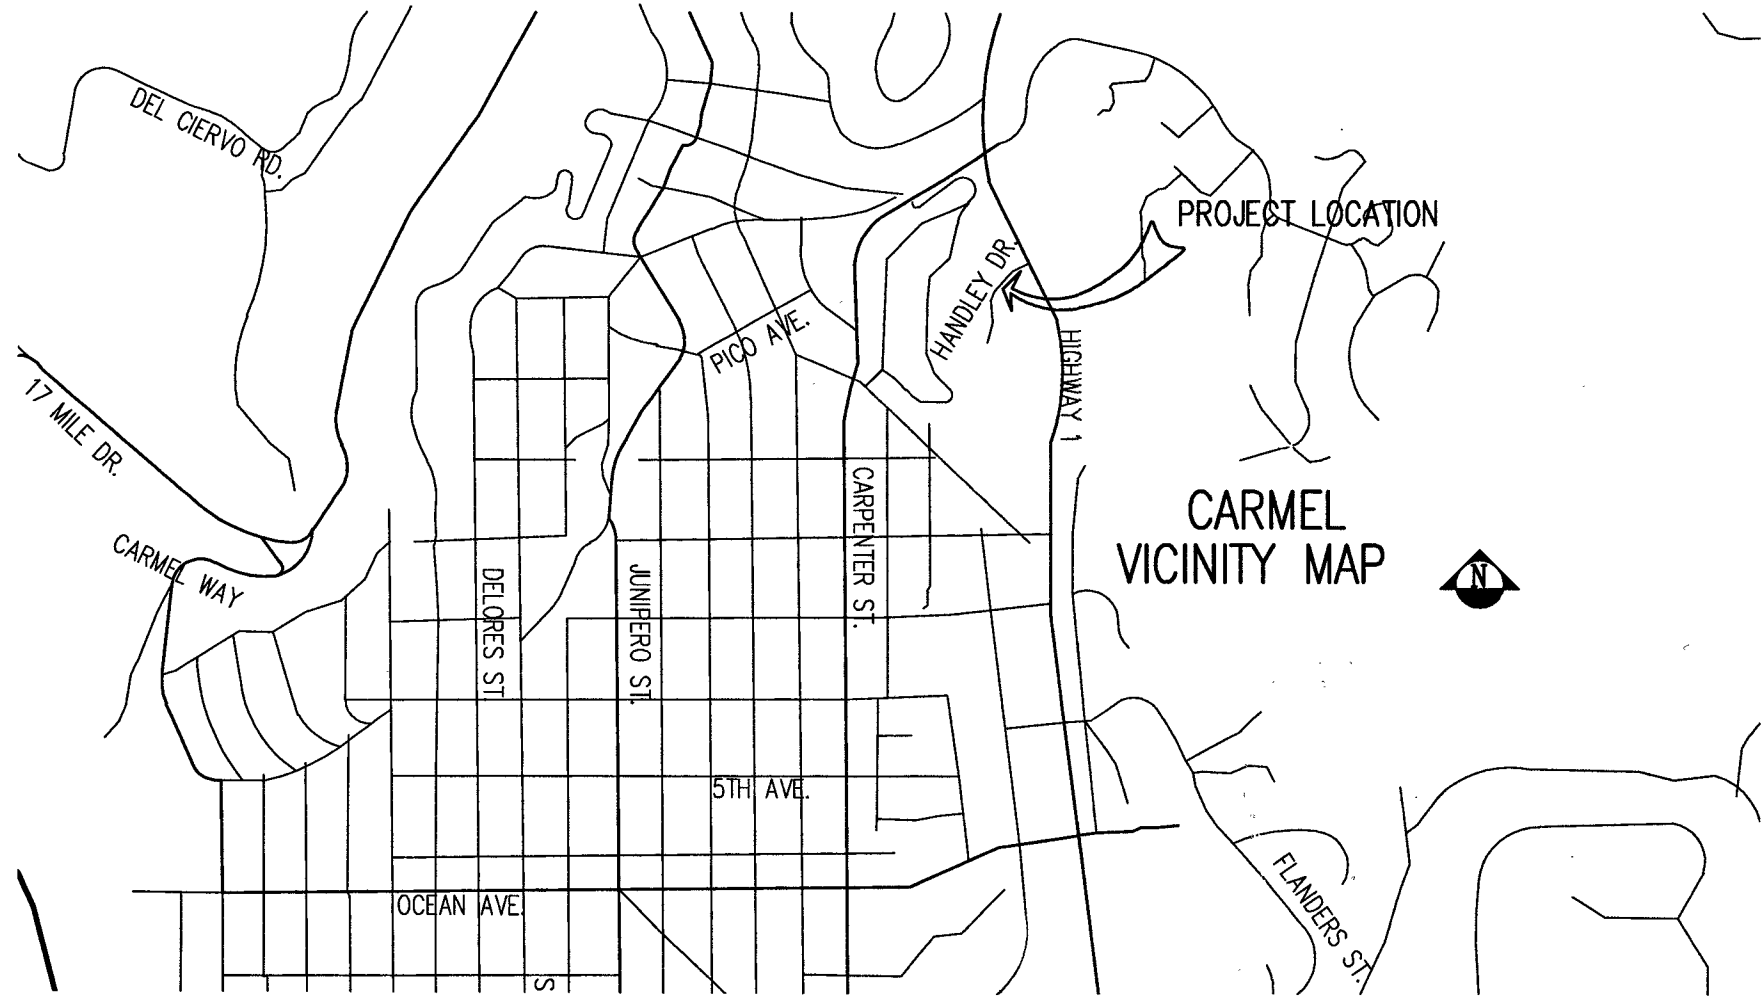 DEL CIERVO RD.
PROJECT LOCATION
HANDLEY DR.
PICO AVE.
HIGHWAY 1
17 MILE DR.
CARMEL WAY
CARPENTER ST.
CARMEL
VICINITY MAP
N
DELORES ST.
JUNIPERO ST.
5TH AVE.
OCEAN AVE.
FLANDERS ST.
S